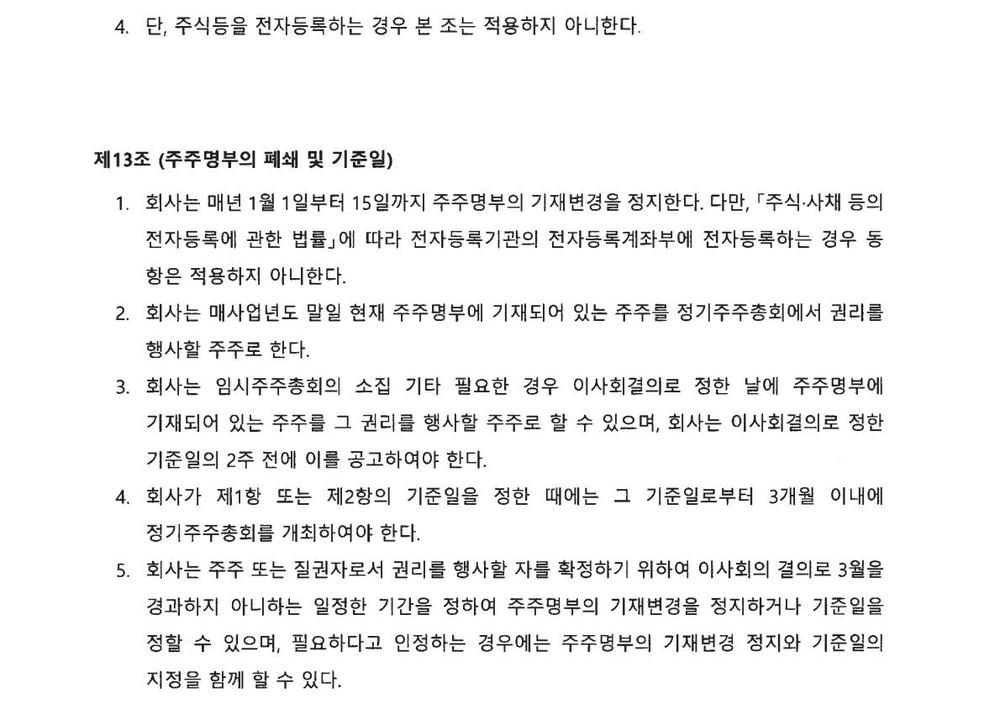 4. 단, 주식등을 전자등록하는 경우 본 조는 적용하지 아니한다.
제13조 (주주명부의 폐쇄 및 기준일)
1. 회사는 매년 1월 1일부터 15일까지 주주명부의 기재변경을 정지한다. 다만, 「주식·사채 등의
전자등록에 관한 법률」에 따라 전자등록기관의 전자등록계좌부에 전자등록하는 경우 동
항은 적용하지 아니한다.
2. 회사는 매사업년도 말일 현재 주주명부에 기재되어 있는 주주를 정기주주총회에서 권리를
행사할 주주로 한다.
3. 회사는 임시주주총회의 소집 기타 필요한 경우 이사회결의로 정한 날에 주주명부에
기재되어 있는 주주를 그 권리를 행사할 주주로 할 수 있으며, 회사는 이사회결의로 정한
기준일의 2주 전에 이를 공고하여야 한다.
4. 회사가 제1항 또는 제2항의 기준일을 정한 때에는 그 기준일로부터 3개월 이내에
정기주주총회를 개최하여야 한다.
5. 회사는 주주 또는 질권자로서 권리를 행사할 자를 확정하기 위하여 이사회의 결의로 3월을
경과하지 아니하는 일정한 기간을 정하여 주주명부의 기재변경을 정지하거나 기준일을
정할 수 있으며, 필요하다고 인정하는 경우에는 주주명부의 기재변경 정지와 기준일의
지정을 함께 할 수 있다.